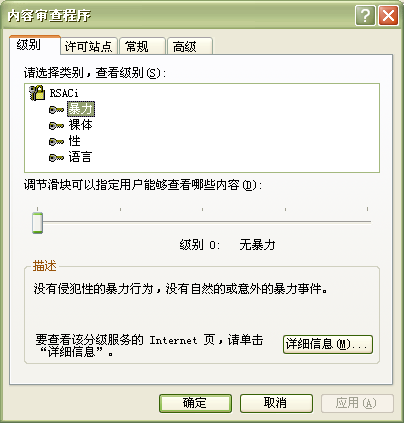 内容审查程序
级别 许可站点 常规 高级
请选择类别，查看级别(S):
RSACi
暴力
裸体
性
语言
调节滑块可以指定用户能够查看哪些内容(D):
级别 0: 无暴力
描述
没有侵犯性的暴力行为，没有自然的或意外的暴力事件。
要查看该分级服务的 Internet 页，请单击
“详细信息”。
详细信息(M)...
确定 取消 应用(A)